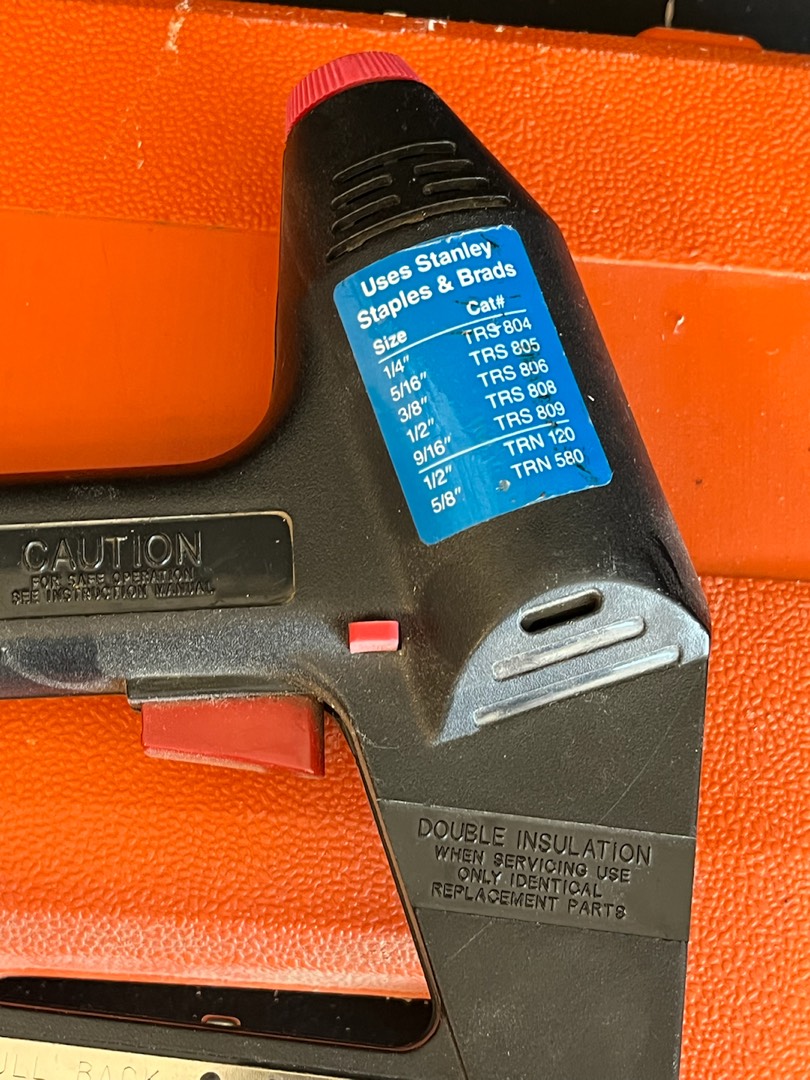 Uses Stanley
Staples & Brads
Size Cat#
1/4" TRS 804
5/16" TRS 805
3/8" TRS 806
1/2" TRS 808
9/16" TRS 809
1/2" TRN 120
5/8" TRN 580
CAUTION
FOR SAFE OPERATION
SEE INSTRUCTION MANUAL
DOUBLE INSULATION
WHEN SERVICING USE
ONLY IDENTICAL
REPLACEMENT PARTS
BACK